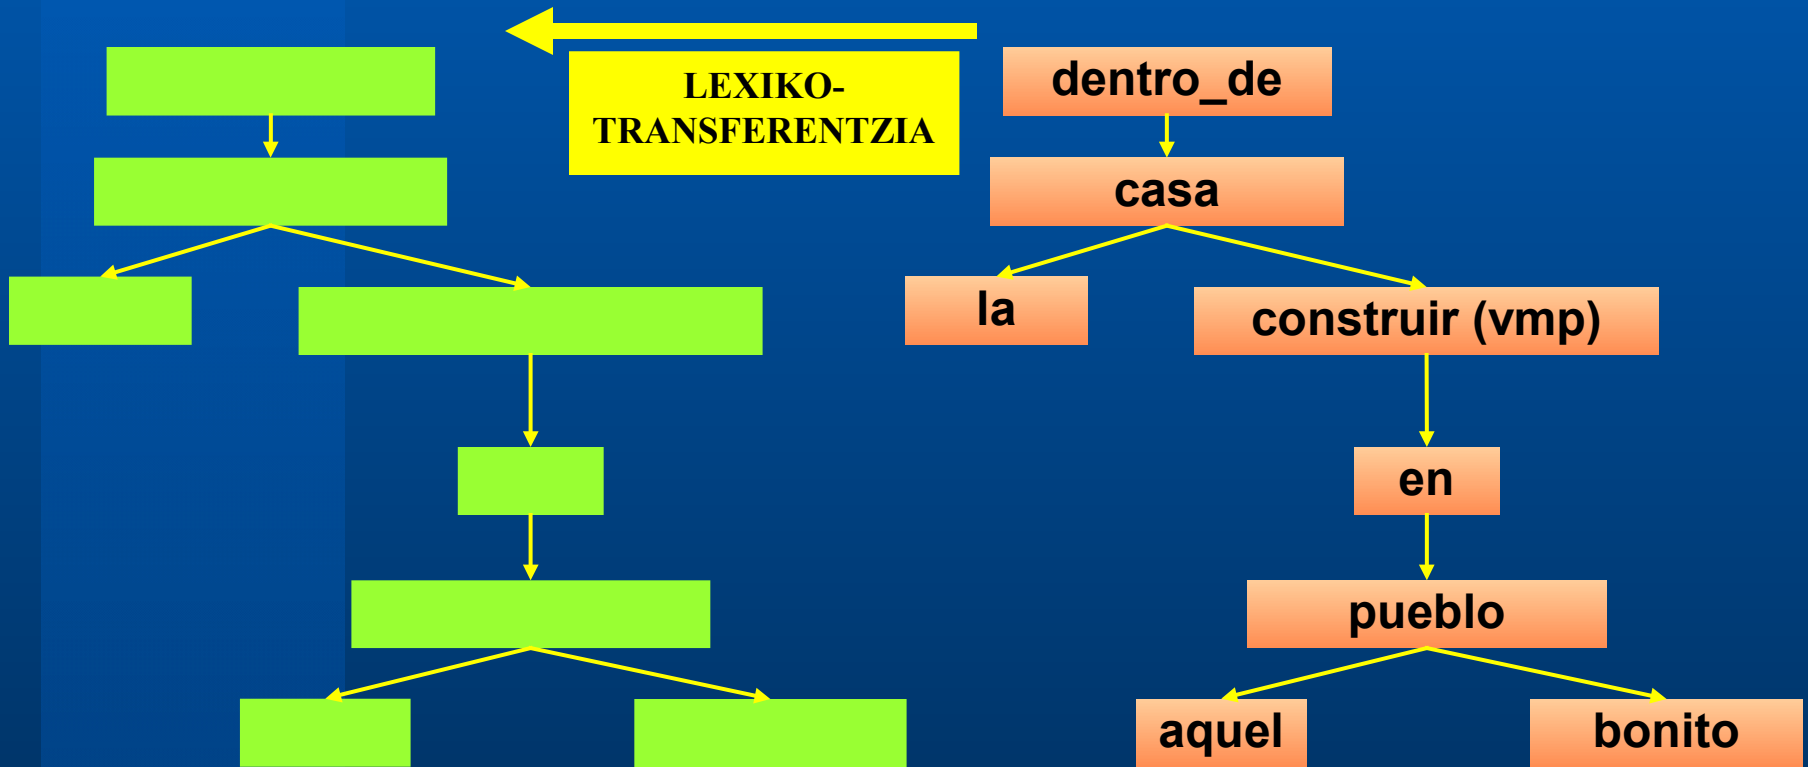 LEXIKO-
TRANSFERENTZIA
dentro_de
casa
la
construir (vmp)
en
pueblo
aquel
bonito